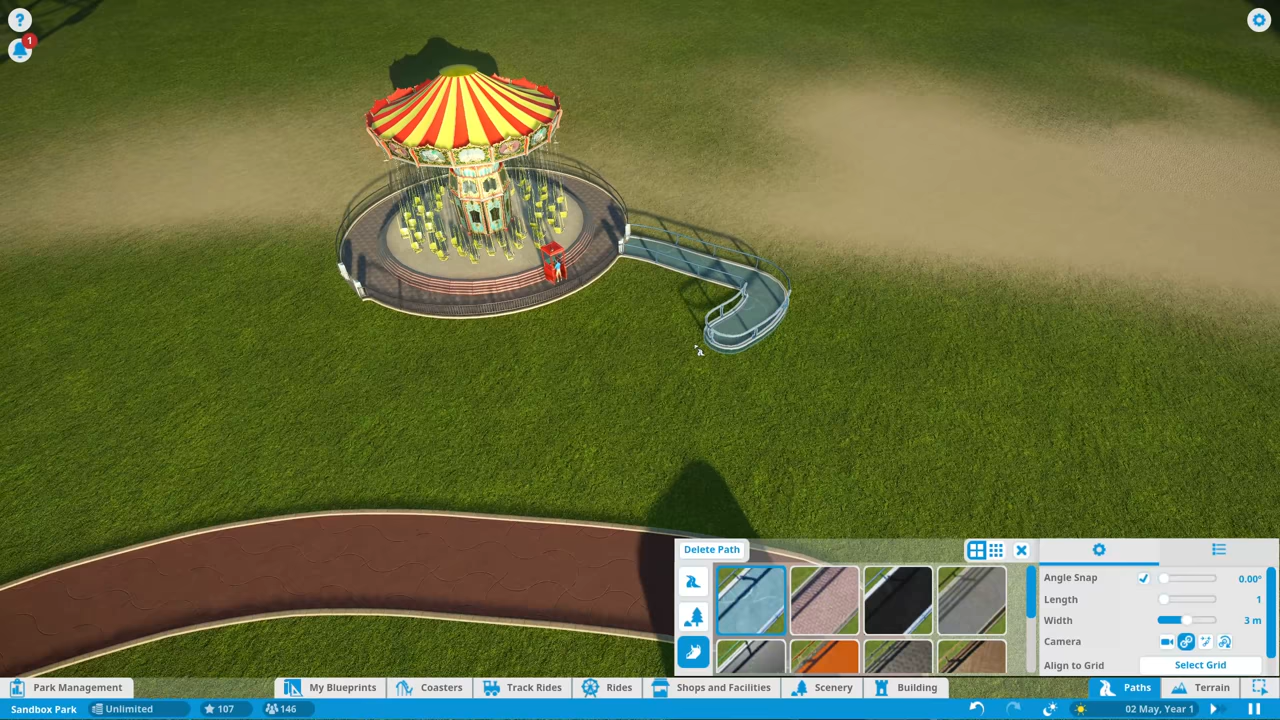 ?
1
Delete Path
Angle Snap 0.00°
Length 1
Width 3 m
Camera
Align to Grid Select Grid
Park Management My Blueprints Coasters Track Rides Rides Shops and Facilities Scenery Building Paths Terrain
Sandbox Park Unlimited 107 146 02 May, Year 1